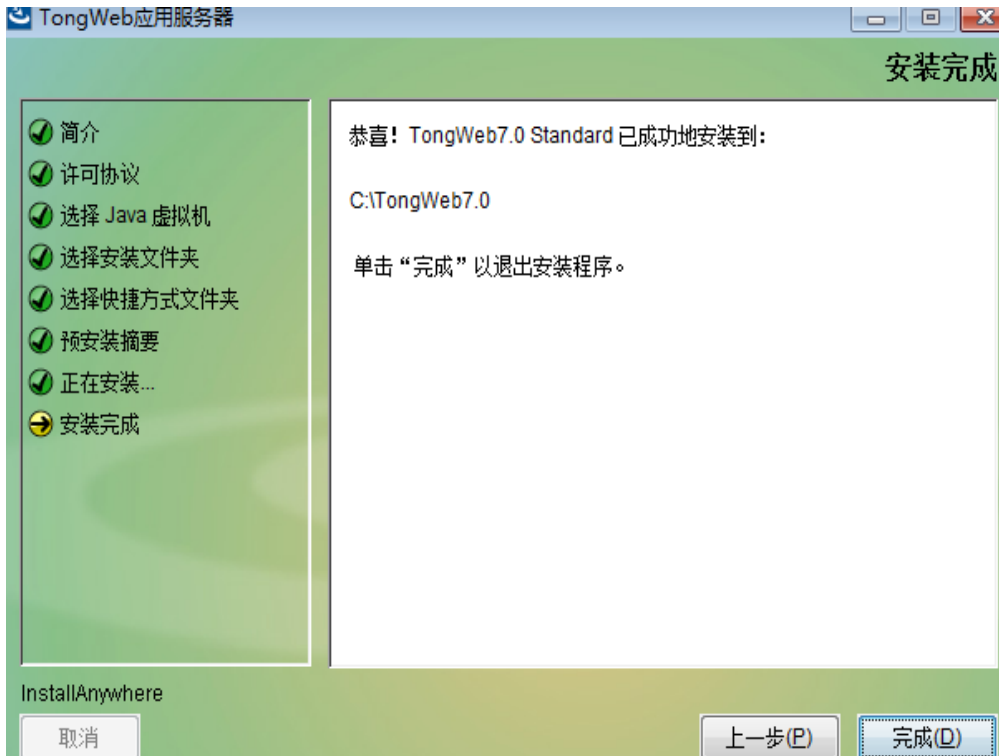 TongWeb应用服务器
安装完成
简介
许可协议
选择 Java 虚拟机
选择安装文件夹
选择快捷方式文件夹
预安装摘要
正在安装...
安装完成
恭喜！TongWeb7.0 Standard 已成功地安装到：
C:\TongWeb7.0
单击“完成”以退出安装程序。
InstallAnywhere
取消
上一步(P)
完成(D)